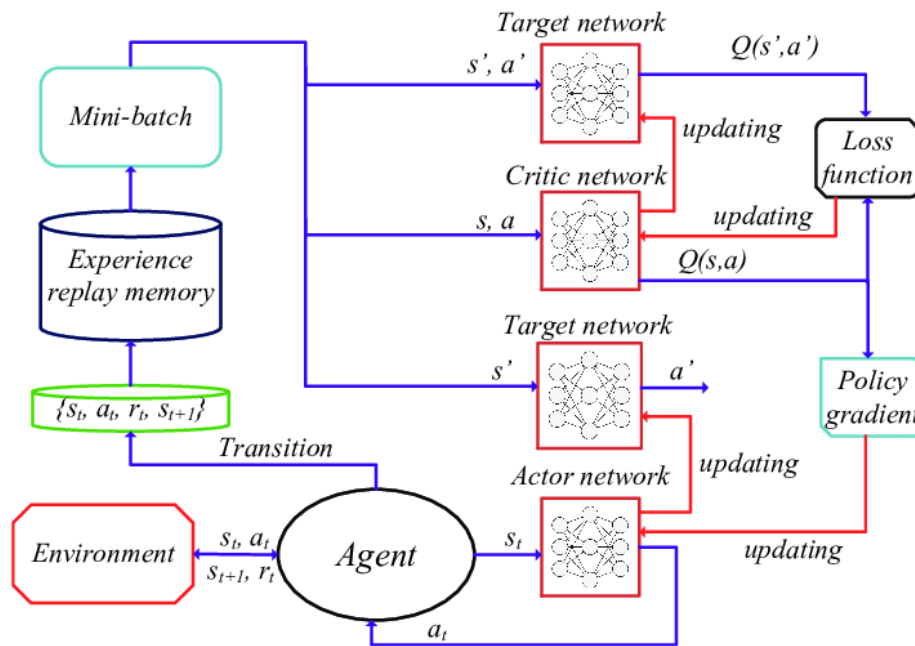 Target network
Q(s',a')
s', a'
Mini-batch
updating
Loss
function
Critic network
s, a
updating
Q(s,a)
Experience
replay memory
Target network
s'
a'
Policy
gradient
{sₜ, aₜ, rₜ, sₜ₊₁}
Transition
updating
Actor network
Environment
sₜ, aₜ
sₜ₊₁, rₜ
Agent
sₜ
updating
aₜ